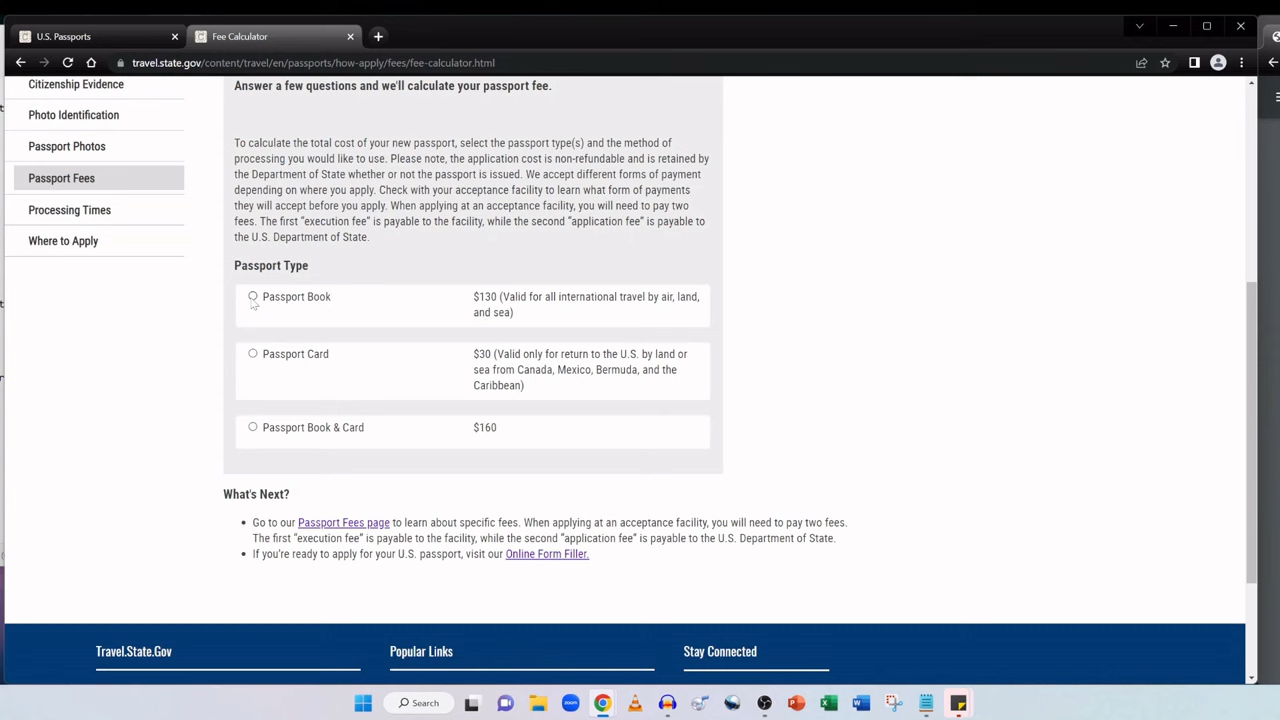 U.S. Passports
Fee Calculator
travel.state.gov/content/travel/en/passports/how-apply/fees/fee-calculator.html
Citizenship Evidence
Photo Identification
Passport Photos
Passport Fees
Processing Times
Where to Apply
Answer a few questions and we'll calculate your passport fee.
To calculate the total cost of your new passport, select the passport type(s) and the method of
processing you would like to use. Please note, the application cost is non-refundable and is retained by
the Department of State whether or not the passport is issued. We accept different forms of payment
depending on where you apply. Check with your acceptance facility to learn what form of payments
they will accept before you apply. When applying at an acceptance facility, you will need to pay two
fees. The first "execution fee" is payable to the facility, while the second "application fee" is payable to
the U.S. Department of State.
Passport Type
Passport Book $130 (Valid for all international travel by air, land,
and sea)
Passport Card $30 (Valid only for return to the U.S. by land or
sea from Canada, Mexico, Bermuda, and the
Caribbean)
Passport Book & Card $160
What's Next?
Go to our Passport Fees page to learn about specific fees. When applying at an acceptance facility, you will need to pay two fees.
The first "execution fee" is payable to the facility, while the second "application fee" is payable to the U.S. Department of State.
If you're ready to apply for your U.S. passport, visit our Online Form Filler.
Travel.State.Gov Popular Links Stay Connected
Search